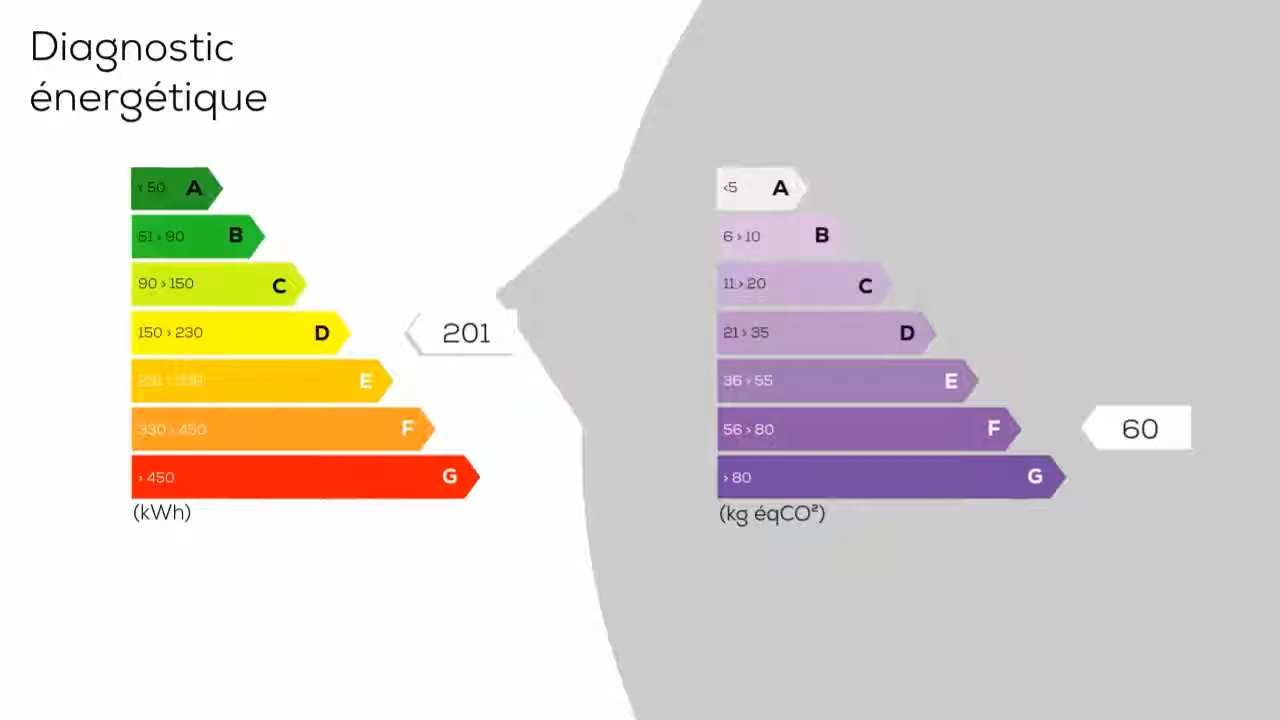 Diagnostic
énergétique
< 50 A
51 > 90 B
90 > 150 C
150 > 230 D
201
E
330 > 450 F
> 450 G
(kWh)
<5 A
6 > 10 B
11 > 20 C
21 > 35 D
36 > 55 E
56 > 80 F
60
> 80 G
(kg éqCO²)